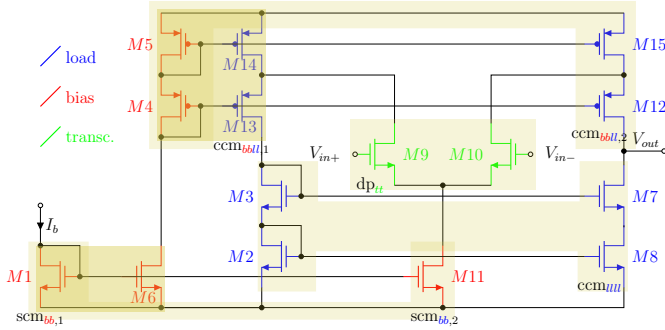 M5
M14
M15
load
bias
M4
M13
M12
transc.
ccm_bbll,1
V_in+
M9
M10
V_in−
ccm_bbll,2
V_out
dp_tt
M3
M7
I_b
M1
M6
M2
M11
M8
scm_bb,1
scm_bb,2
ccm_llll